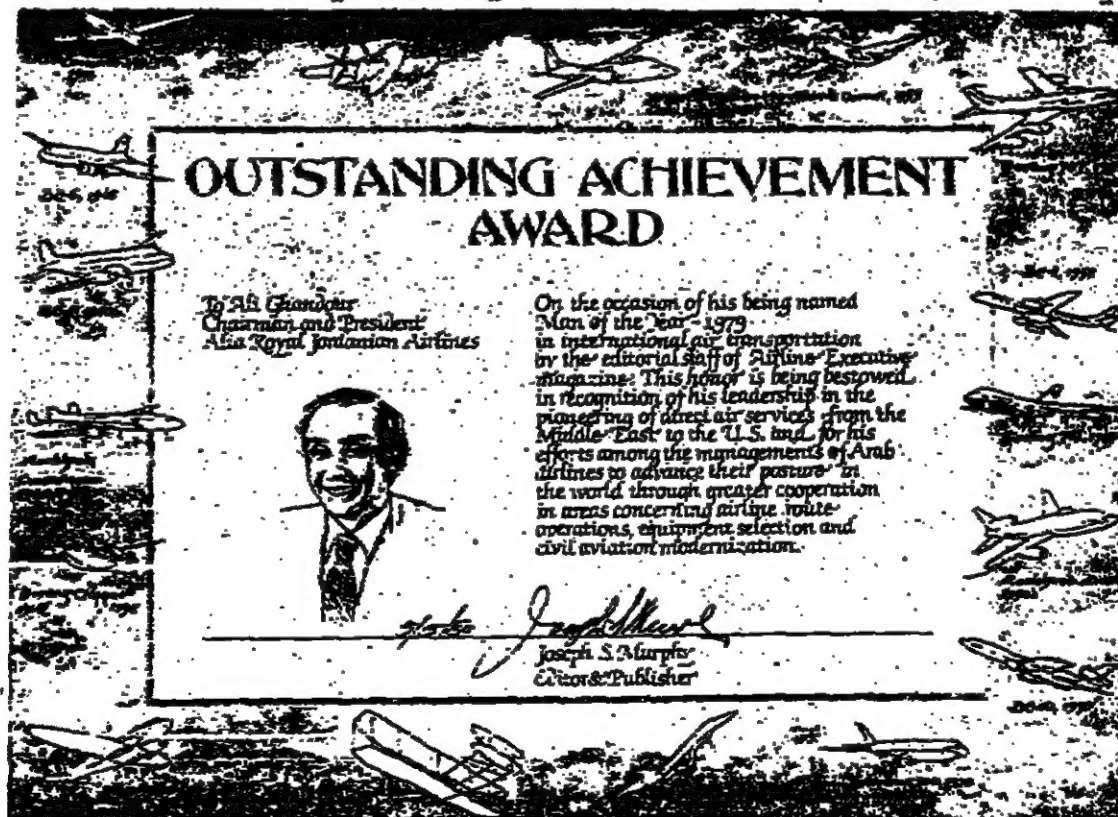 OUTSTANDING ACHIEVEMENT
AWARD
To Ali Ghandour
Chairman and President
Alia Royal Jordanian Airlines
On the occasion of his being named
Man of the Year - 1979
in international air transportation
by the editorial staff of Airline Executive
magazine. This honor is being bestowed
in recognition of his leadership in the
pioneering of direct air services from the
Middle East to the U.S. and for his
efforts among the managements of Arab
airlines to advance their posture in
the world through greater cooperation
in areas concerning airline route
operations, equipment selection and
civil aviation modernization.
Joseph S. Murphy
Editor & Publisher